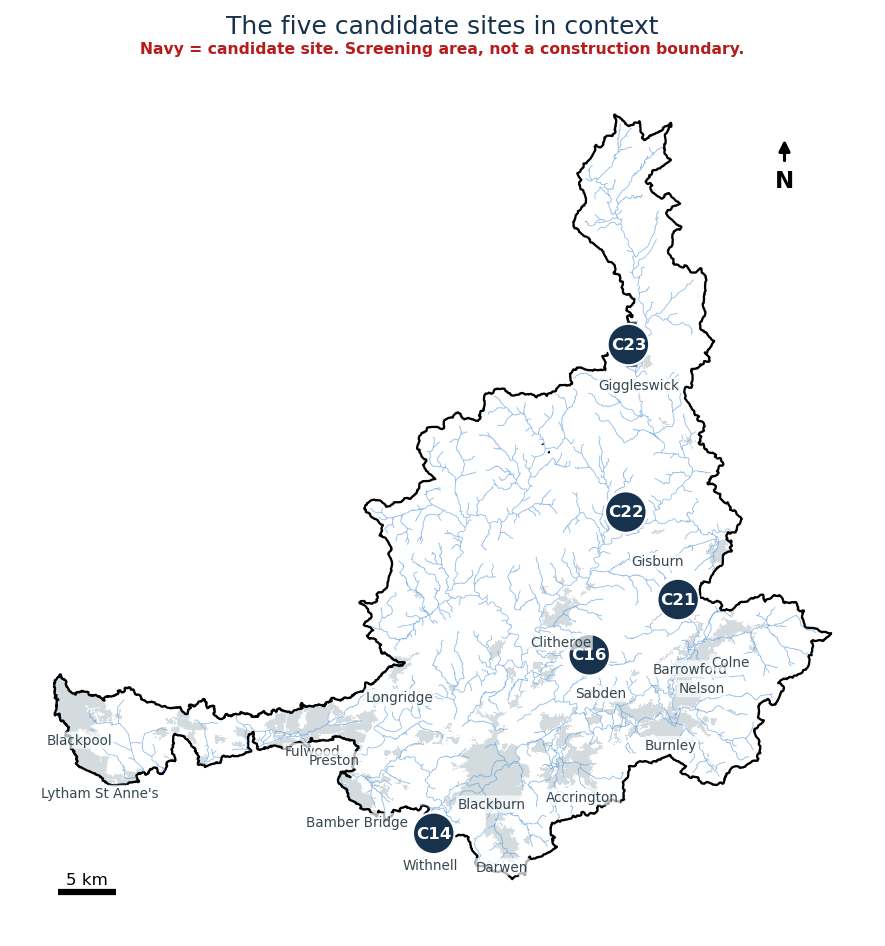 The five candidate sites in context
Navy = candidate site. Screening area, not a construction boundary.
N
C23
Giggleswick
C22
Gisburn
C21
Clitheroe
C16
Barrowford
Colne
Sabden
Nelson
Longridge
Blackpool
Fulwood
Preston
Burnley
Lytham St Anne's
Blackburn
Accrington
Bamber Bridge
C14
Withnell
Darwen
5 km